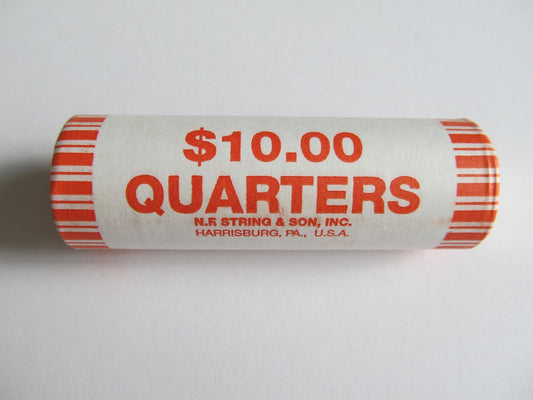 $10.00
QUARTERS
N.F. STRING & SON, INC.
HARRISBURG, PA., U.S.A.